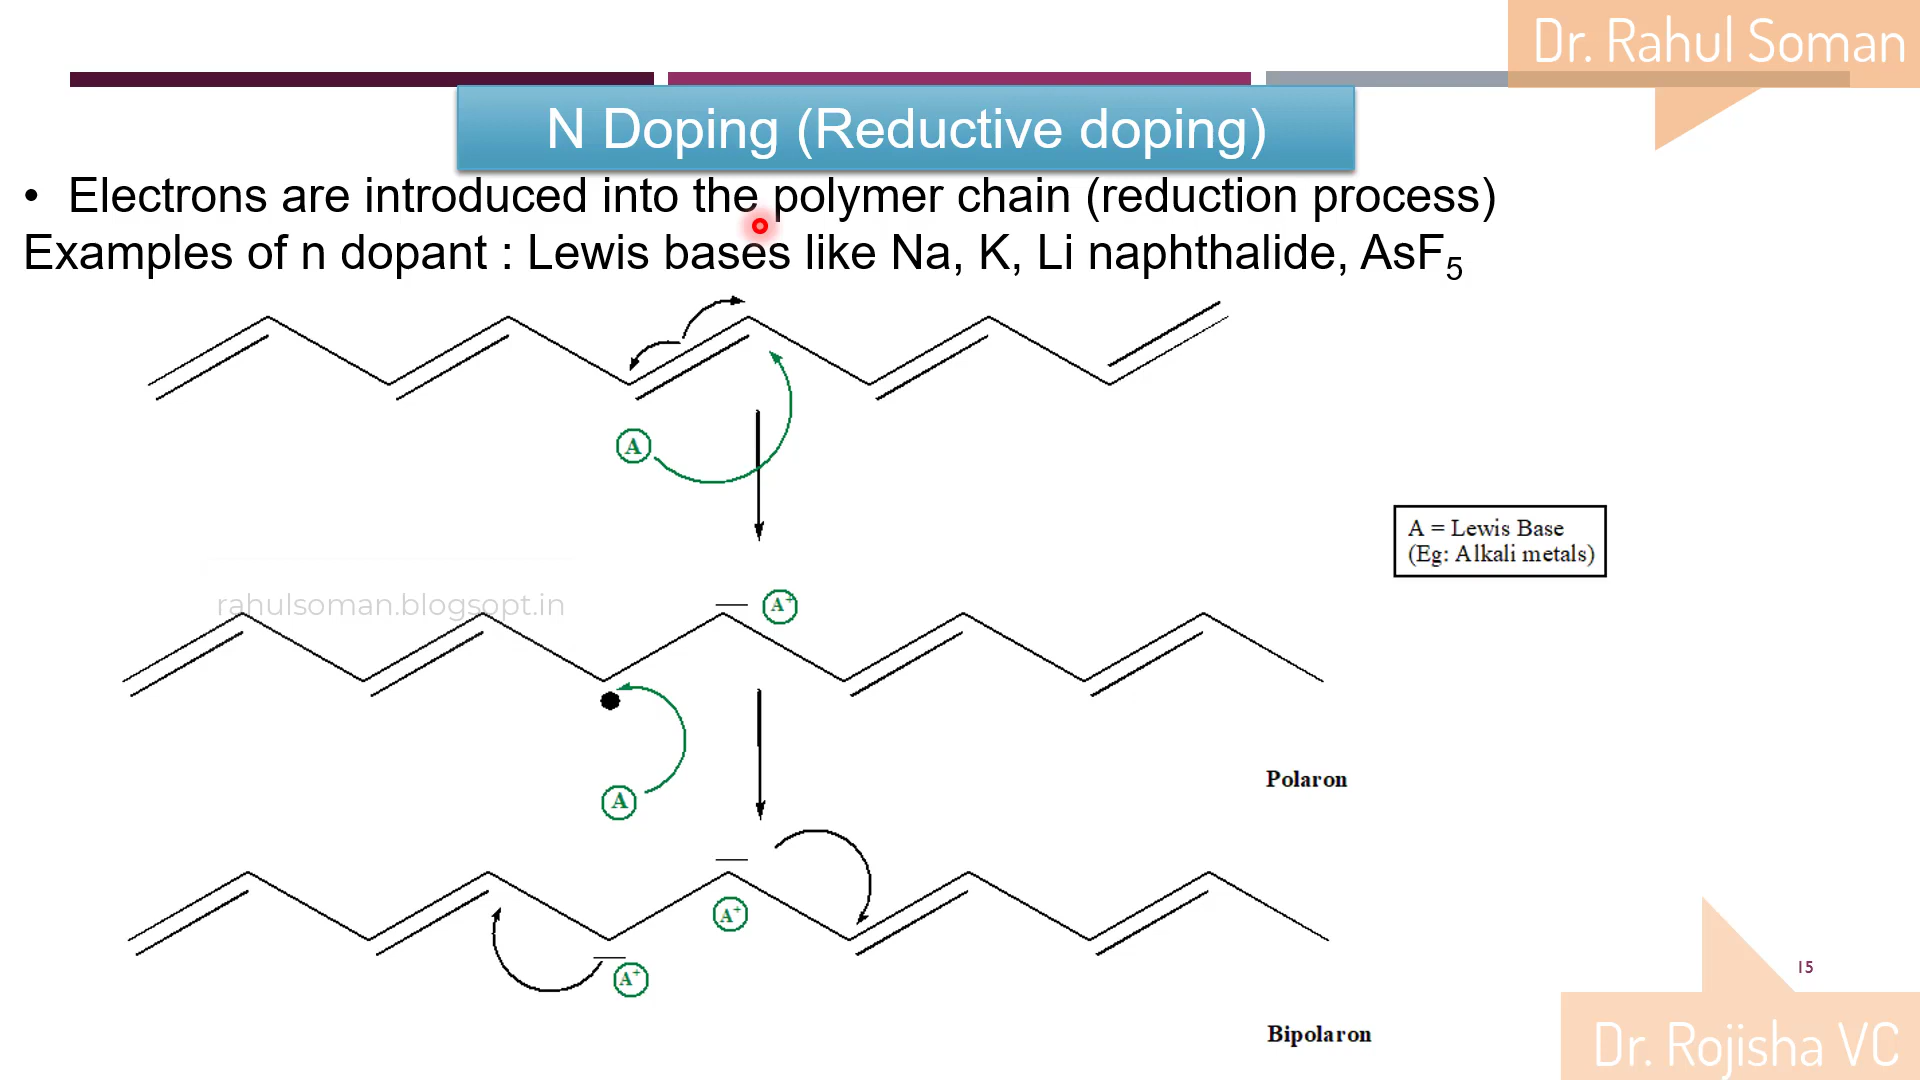 Dr. Rahul Soman
N Doping (Reductive doping)
• Electrons are introduced into the polymer chain (reduction process)
Examples of n dopant : Lewis bases like Na, K, Li naphthalide, AsF₅
A
A = Lewis Base
(Eg: Alkali metals)
rahulsoman.blogsopt.in
A⁺
Polaron
A
A⁺
A⁺
15
Bipolaron
Dr. Rojisha VC